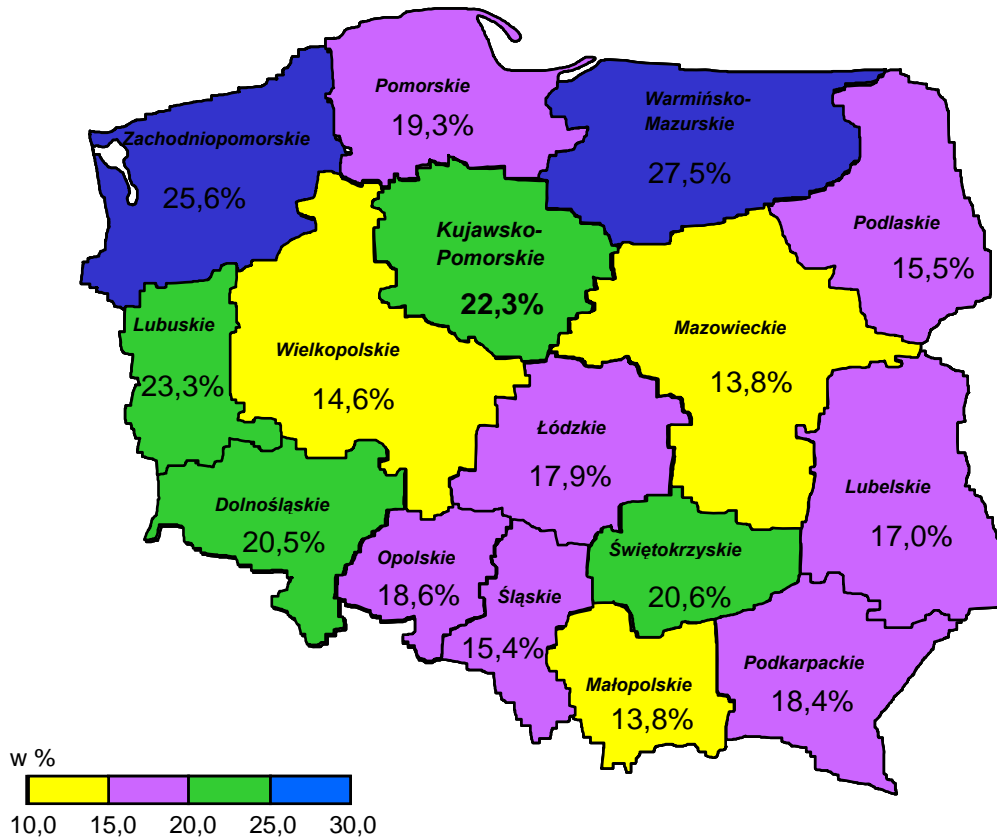 Pomorskie
19,3%
Warmińsko-
Mazurskie
27,5%
Zachodniopomorskie
25,6%
Kujawsko-
Pomorskie
22,3%
Podlaskie
15,5%
Lubuskie
23,3%
Wielkopolskie
14,6%
Mazowieckie
13,8%
Łódzkie
17,9%
Lubelskie
17,0%
Dolnośląskie
20,5%
Opolskie
18,6%
Śląskie
15,4%
Świętokrzyskie
20,6%
Małopolskie
13,8%
Podkarpackie
18,4%
w %
10,0 15,0 20,0 25,0 30,0